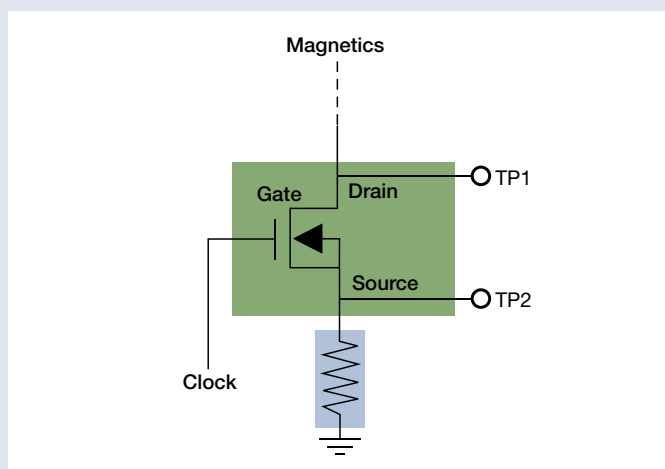 Magnetics
TP1
Gate
Drain
Source
TP2
Clock